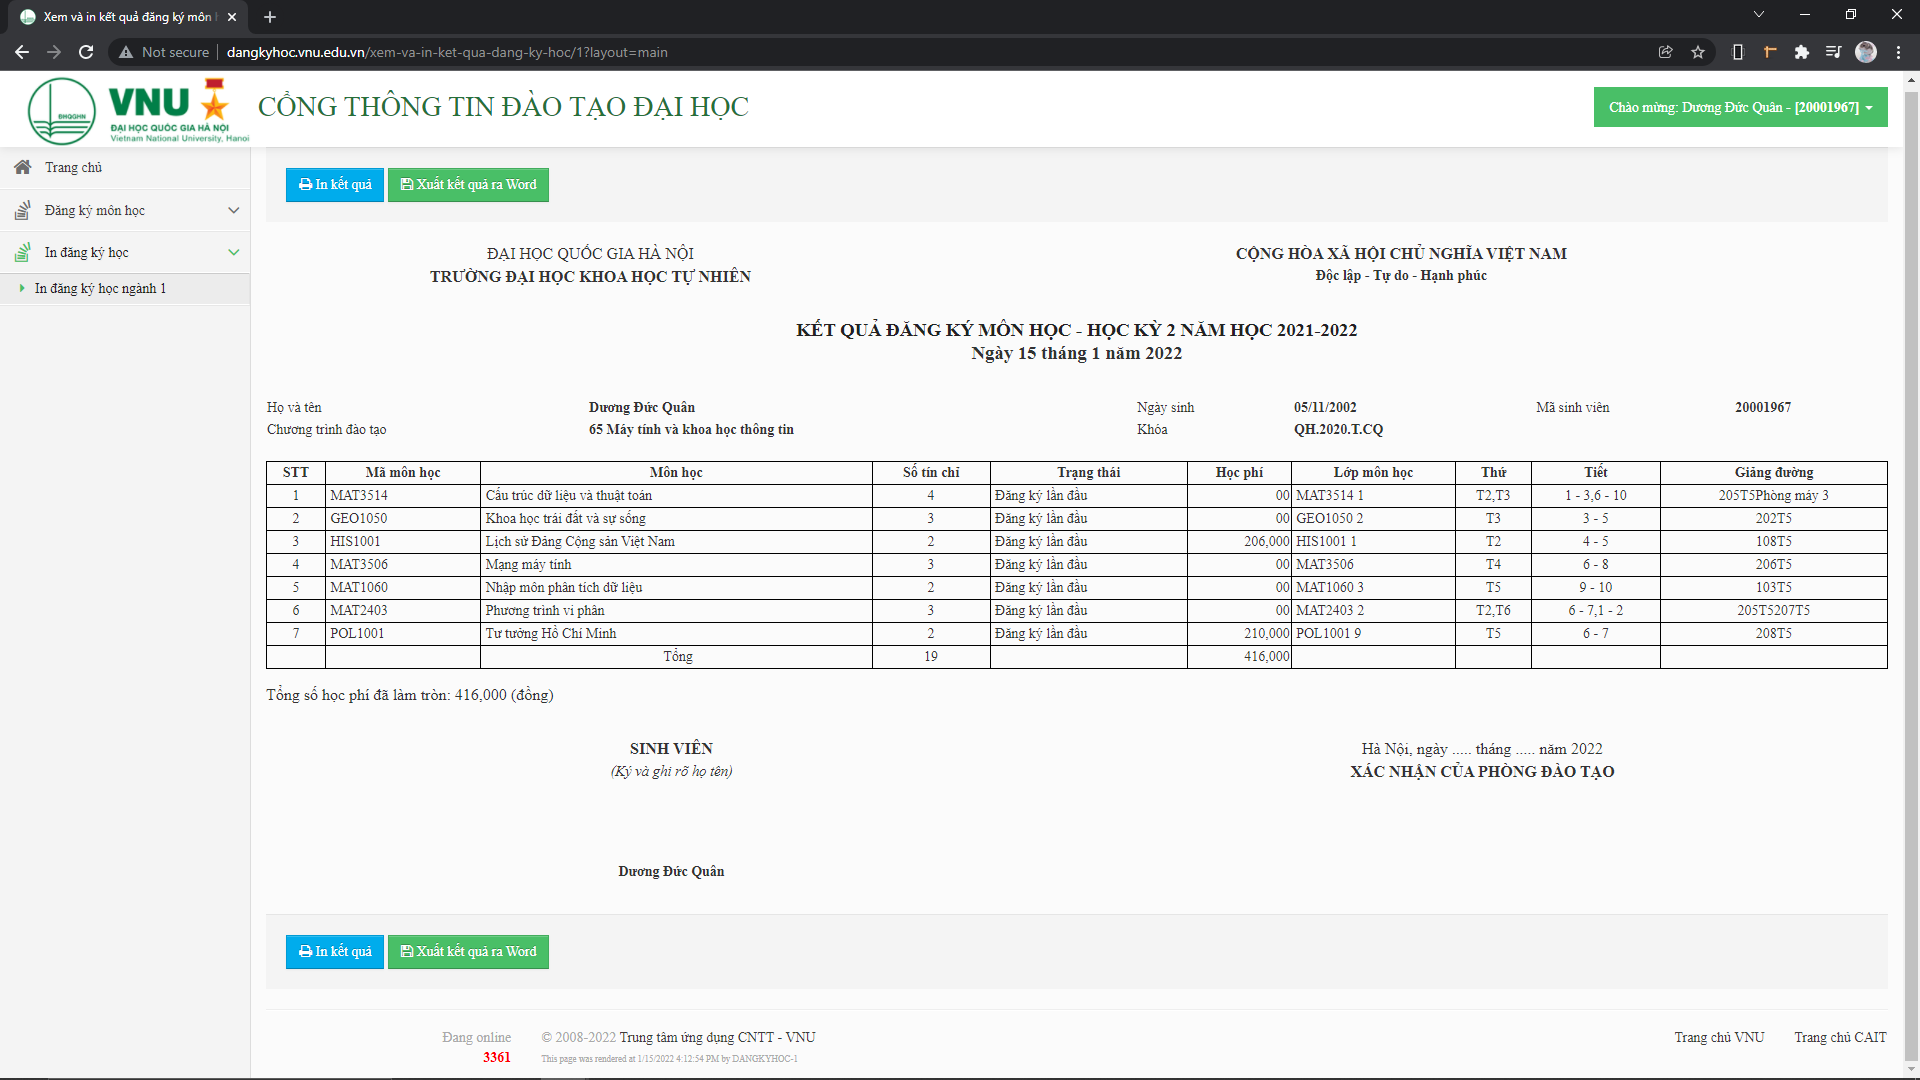 Xem và in kết quả đăng ký môn h
Not secure
dangkyhoc.vnu.edu.vn/xem-va-in-ket-qua-dang-ky-hoc/1?layout=main
ĐHQGHN
VNU
ĐẠI HỌC QUỐC GIA HÀ NỘI
Vietnam National University, Hanoi
CỔNG THÔNG TIN ĐÀO TẠO ĐẠI HỌC
Chào mừng: Dương Đức Quân - [20001967]
Trang chủ
Đăng ký môn học
In đăng ký học
In đăng ký học ngành 1
In kết quả
Xuất kết quả ra Word
ĐẠI HỌC QUỐC GIA HÀ NỘI
TRƯỜNG ĐẠI HỌC KHOA HỌC TỰ NHIÊN
CỘNG HÒA XÃ HỘI CHỦ NGHĨA VIỆT NAM
Độc lập - Tự do - Hạnh phúc
KẾT QUẢ ĐĂNG KÝ MÔN HỌC - HỌC KỲ 2 NĂM HỌC 2021-2022
Ngày 15 tháng 1 năm 2022
Họ và tên Dương Đức Quân Ngày sinh 05/11/2002 Mã sinh viên 20001967
Chương trình đào tạo 65 Máy tính và khoa học thông tin Khóa QH.2020.T.CQ
STT Mã môn học Môn học Số tín chỉ Trạng thái Học phí Lớp môn học Thứ Tiết Giảng đường
1 MAT3514 Cấu trúc dữ liệu và thuật toán 4 Đăng ký lần đầu 00 MAT3514 1 T2,T3 1 - 3,6 - 10 205T5Phòng máy 3
2 GEO1050 Khoa học trái đất và sự sống 3 Đăng ký lần đầu 00 GEO1050 2 T3 3 - 5 202T5
3 HIS1001 Lịch sử Đảng Cộng sản Việt Nam 2 Đăng ký lần đầu 206,000 HIS1001 1 T2 4 - 5 108T5
4 MAT3506 Mạng máy tính 3 Đăng ký lần đầu 00 MAT3506 T4 6 - 8 206T5
5 MAT1060 Nhập môn phân tích dữ liệu 2 Đăng ký lần đầu 00 MAT1060 3 T5 9 - 10 103T5
6 MAT2403 Phương trình vi phân 3 Đăng ký lần đầu 00 MAT2403 2 T2,T6 6 - 7,1 - 2 205T5207T5
7 POL1001 Tư tưởng Hồ Chí Minh 2 Đăng ký lần đầu 210,000 POL1001 9 T5 6 - 7 208T5
Tổng 19 416,000
Tổng số học phí đã làm tròn: 416,000 (đồng)
SINH VIÊN
(Ký và ghi rõ họ tên)
Hà Nội, ngày ..... tháng ..... năm 2022
XÁC NHẬN CỦA PHÒNG ĐÀO TẠO
Dương Đức Quân
In kết quả
Xuất kết quả ra Word
Đang online
3361
© 2008-2022 Trung tâm ứng dụng CNTT - VNU
This page was rendered at 1/15/2022 4:12:54 PM by DANGKYHOC-1
Trang chủ VNU
Trang chủ CAIT